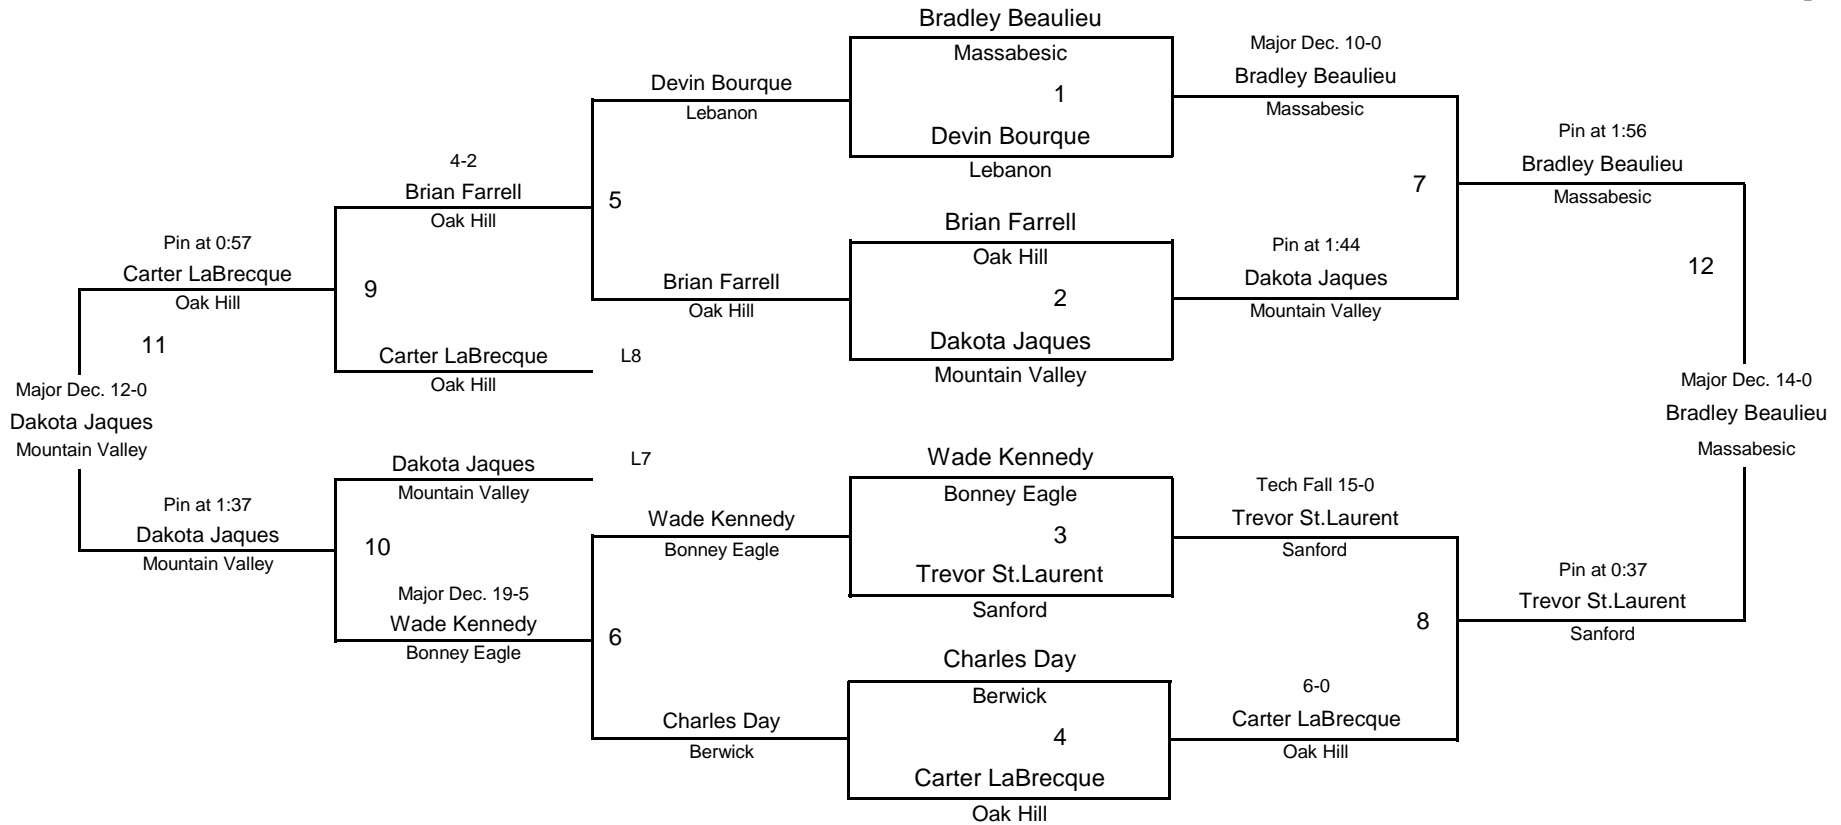 Bradley Beaulieu
Massabesic
1
Devin Bourque
Lebanon
Brian Farrell
Oak Hill
2
Dakota Jaques
Mountain Valley
Wade Kennedy
Bonney Eagle
3
Trevor St.Laurent
Sanford
Charles Day
Berwick
4
Carter LaBrecque
Oak Hill
Major Dec. 10-0
Bradley Beaulieu
Massabesic
7
Pin at 1:44
Dakota Jaques
Mountain Valley
Tech Fall 15-0
Trevor St.Laurent
Sanford
8
6-0
Carter LaBrecque
Oak Hill
Pin at 1:56
Bradley Beaulieu
Massabesic
12
Pin at 0:37
Trevor St.Laurent
Sanford
Major Dec. 14-0
Bradley Beaulieu
Massabesic
Devin Bourque
Lebanon
5
Brian Farrell
Oak Hill
Wade Kennedy
Bonney Eagle
6
Charles Day
Berwick
4-2
Brian Farrell
Oak Hill
9
Carter LaBrecque
L8
Oak Hill
Dakota Jaques
L7
Mountain Valley
10
Major Dec. 19-5
Wade Kennedy
Bonney Eagle
Pin at 0:57
Carter LaBrecque
Oak Hill
11
Pin at 1:37
Dakota Jaques
Mountain Valley
Major Dec. 12-0
Dakota Jaques
Mountain Valley